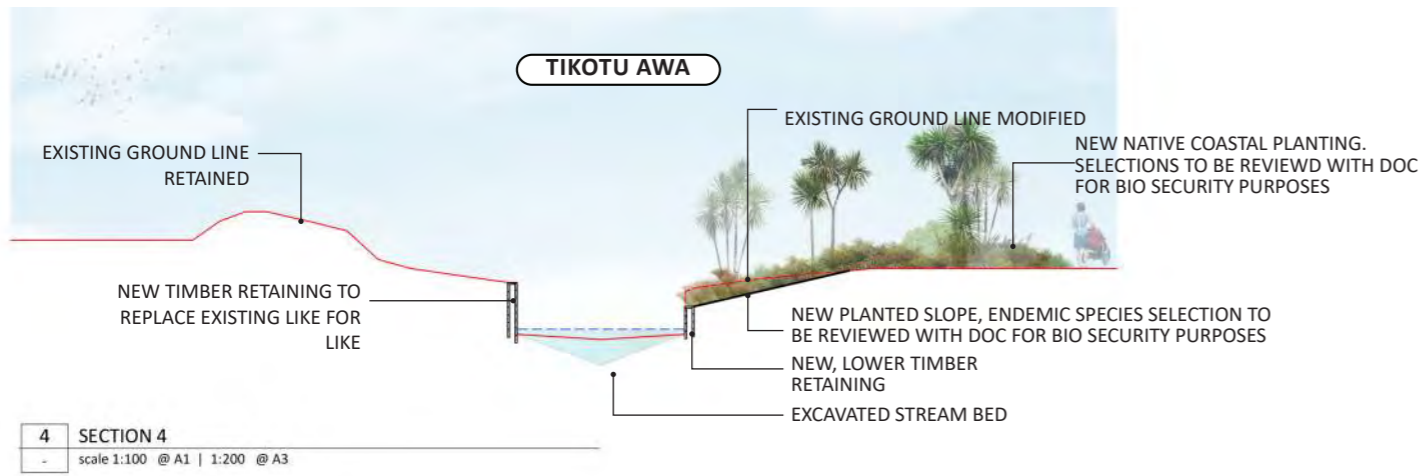 TIKOTU AWA
EXISTING GROUND LINE MODIFIED
EXISTING GROUND LINE
RETAINED
NEW NATIVE COASTAL PLANTING.
SELECTIONS TO BE REVIEWD WITH DOC
FOR BIO SECURITY PURPOSES
NEW TIMBER RETAINING TO
REPLACE EXISTING LIKE FOR
LIKE
NEW PLANTED SLOPE, ENDEMIC SPECIES SELECTION TO
BE REVIEWED WITH DOC FOR BIO SECURITY PURPOSES
NEW, LOWER TIMBER
RETAINING
EXCAVATED STREAM BED
4 SECTION 4
- scale 1:100 @ A1 | 1:200 @ A3